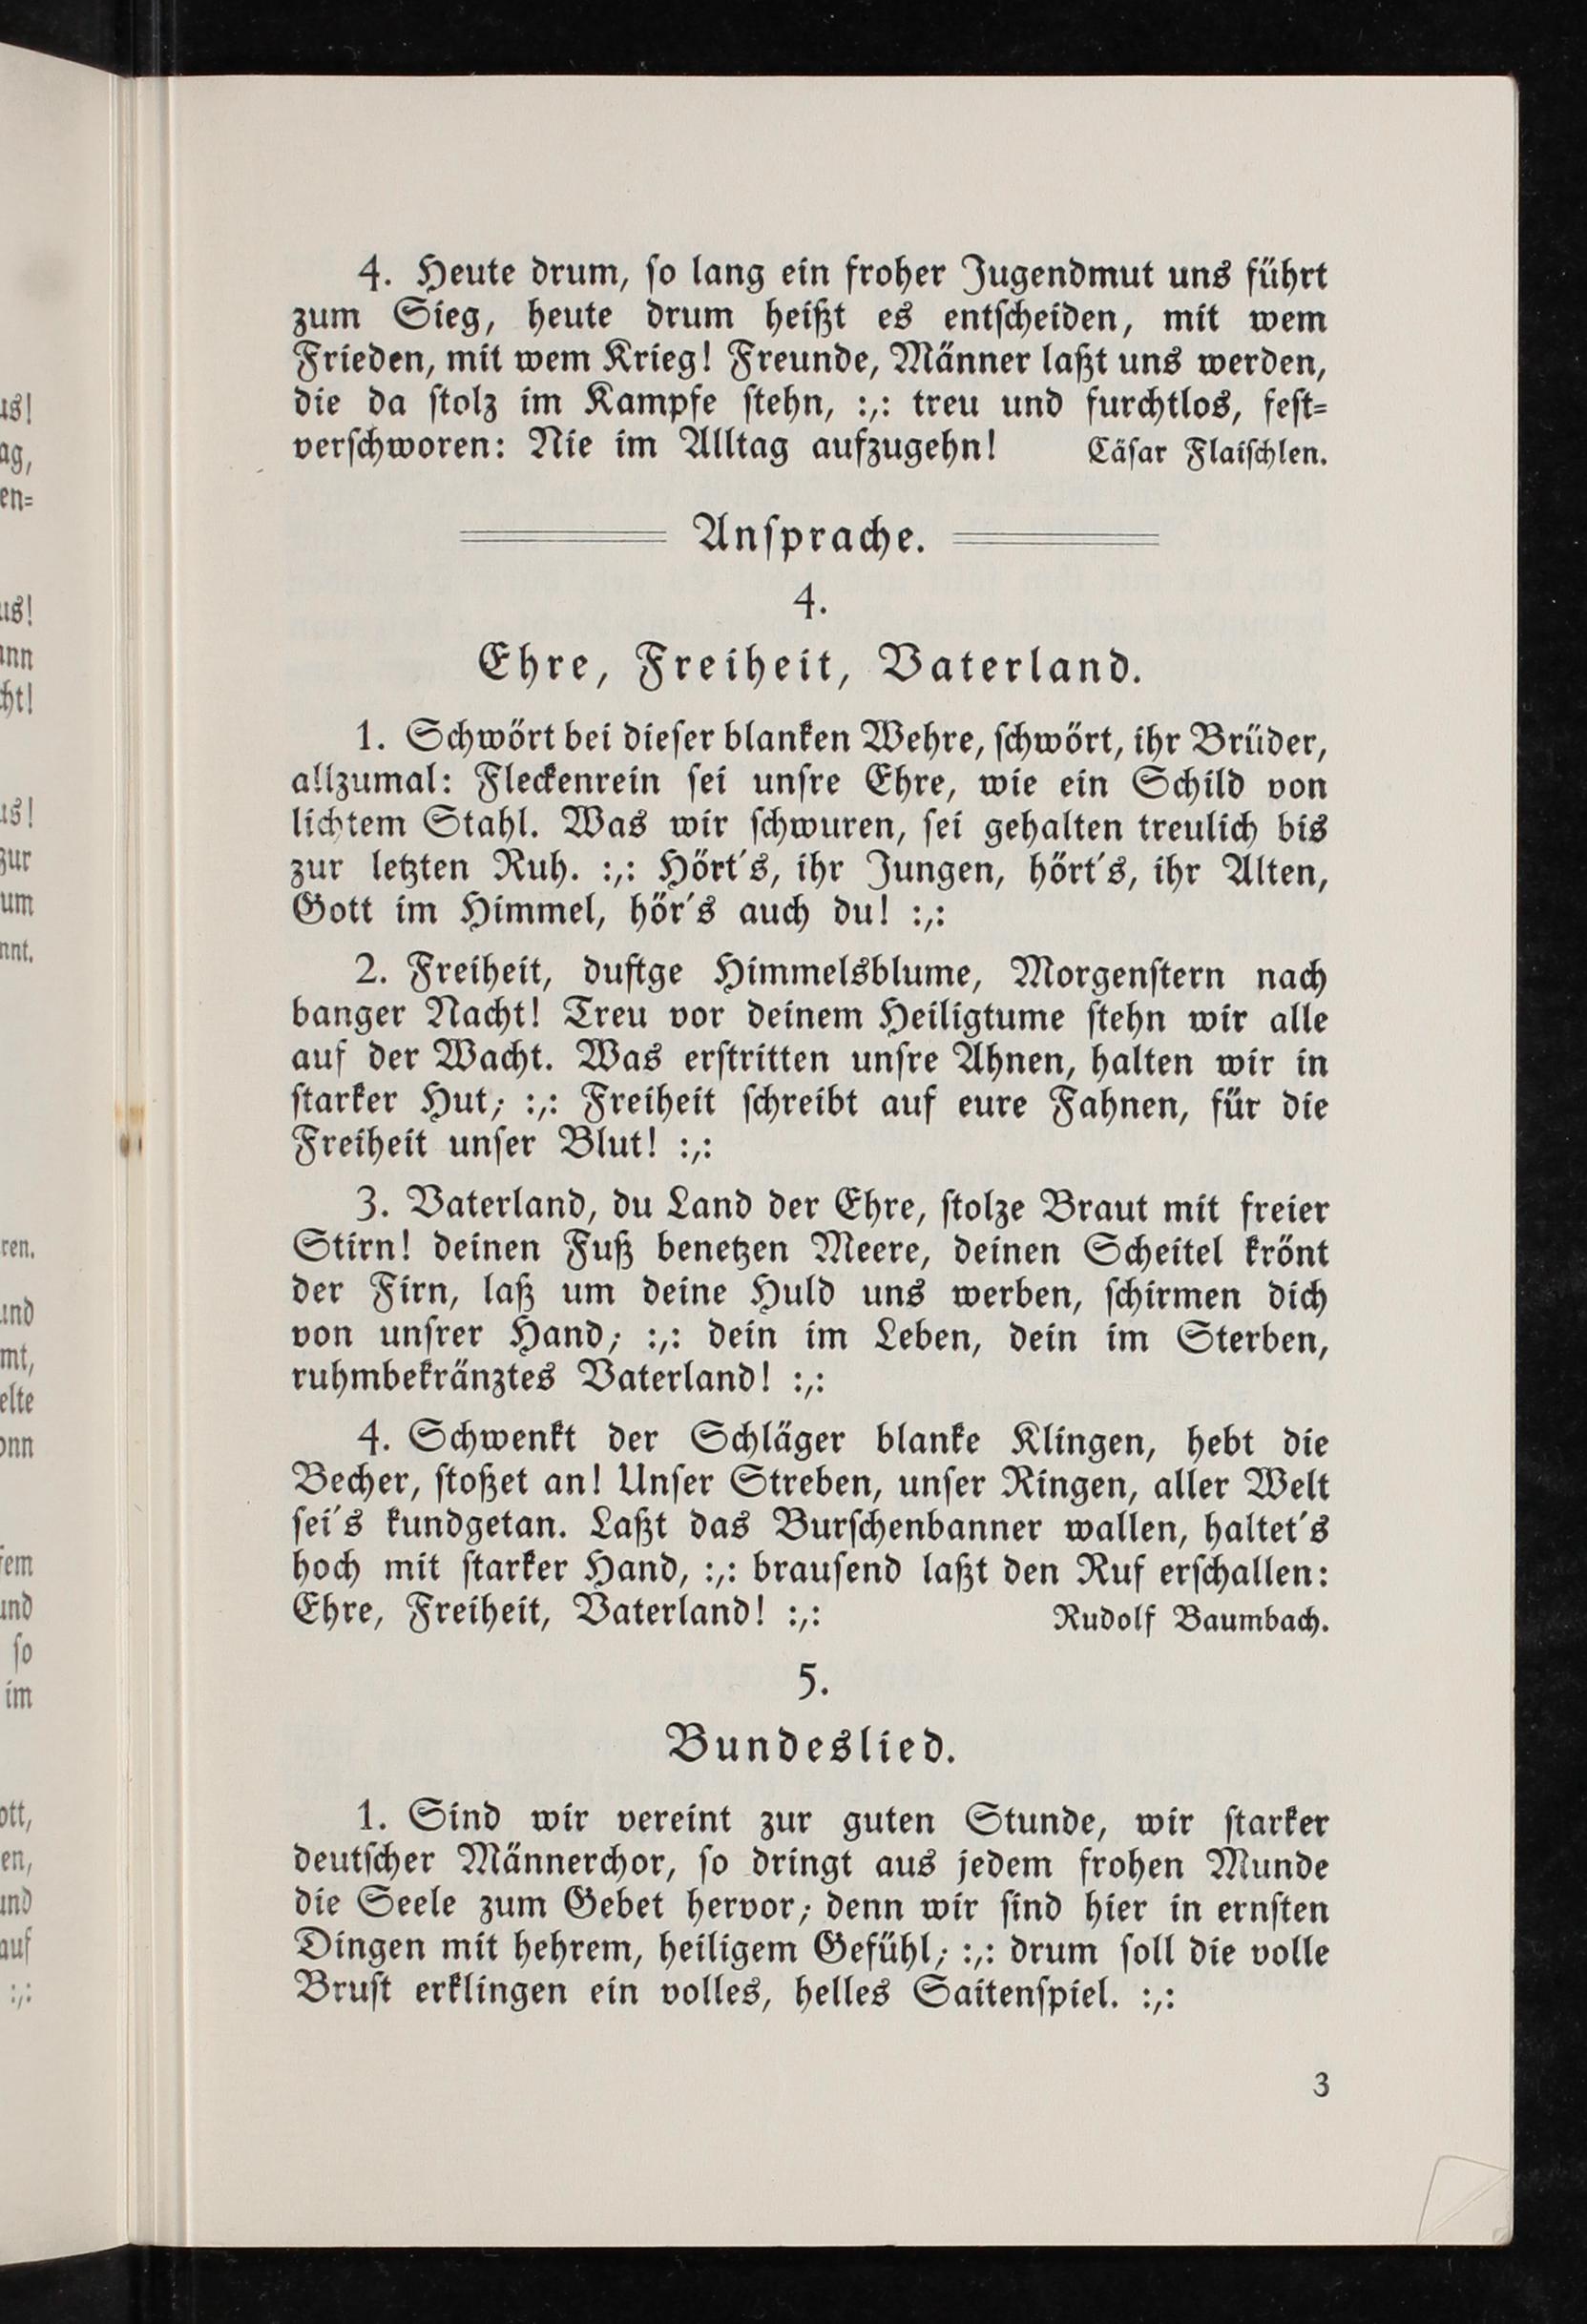 4. Heute drum, so lang ein froher Jugendmut uns führt
zum Sieg, heute drum heißt es entscheiden, mit wem
Frieden, mit wem Krieg! Freunde, Männer laßt uns werden,
die da stolz im Kampfe stehn, :,: treu und furchtlos, fest-
verschworen: Nie im Alltag aufzugehn! Cäsar Flaischlen.
Ansprache.
4.
Ehre, Freiheit, Vaterland.
1. Schwört bei dieser blanken Wehre, schwört, ihr Brüder,
allzumal: Fleckenrein sei unsre Ehre, wie ein Schild von
lichtem Stahl. Was wir schwuren, sei gehalten treulich bis
zur letzten Ruh. :,: Hört's, ihr Jungen, hört's, ihr Alten,
Gott im Himmel, hör's auch du! :,:
2. Freiheit, duftge Himmelsblume, Morgenstern nach
banger Nacht! Treu vor deinem Heiligtume stehn wir alle
auf der Wacht. Was erstritten unsre Ahnen, halten wir in
starker Hut; :,: Freiheit schreibt auf eure Fahnen, für die
Freiheit unser Blut! :,:
3. Vaterland, du Land der Ehre, stolze Braut mit freier
Stirn! deinen Fuß benetzen Meere, deinen Scheitel krönt
der Firn, laß um deine Huld uns werben, schirmen dich
von unsrer Hand; :,: dein im Leben, dein im Sterben,
ruhmbekränztes Vaterland! :,:
4. Schwenkt der Schläger blanke Klingen, hebt die
Becher, stoßet an! Unser Streben, unser Ringen, aller Welt
sei's kundgetan. Laßt das Burschenbanner wallen, haltet's
hoch mit starker Hand, :,: brausend laßt den Ruf erschallen:
Ehre, Freiheit, Vaterland! :,: Rudolf Baumbach.
5.
Bundeslied.
1. Sind wir vereint zur guten Stunde, wir starker
deutscher Männerchor, so dringt aus jedem frohen Munde
die Seele zum Gebet hervor; denn wir sind hier in ernsten
Dingen mit hehrem, heiligem Gefühl; :,: drum soll die volle
Brust erklingen ein volles, helles Saitenspiel. :,:
3